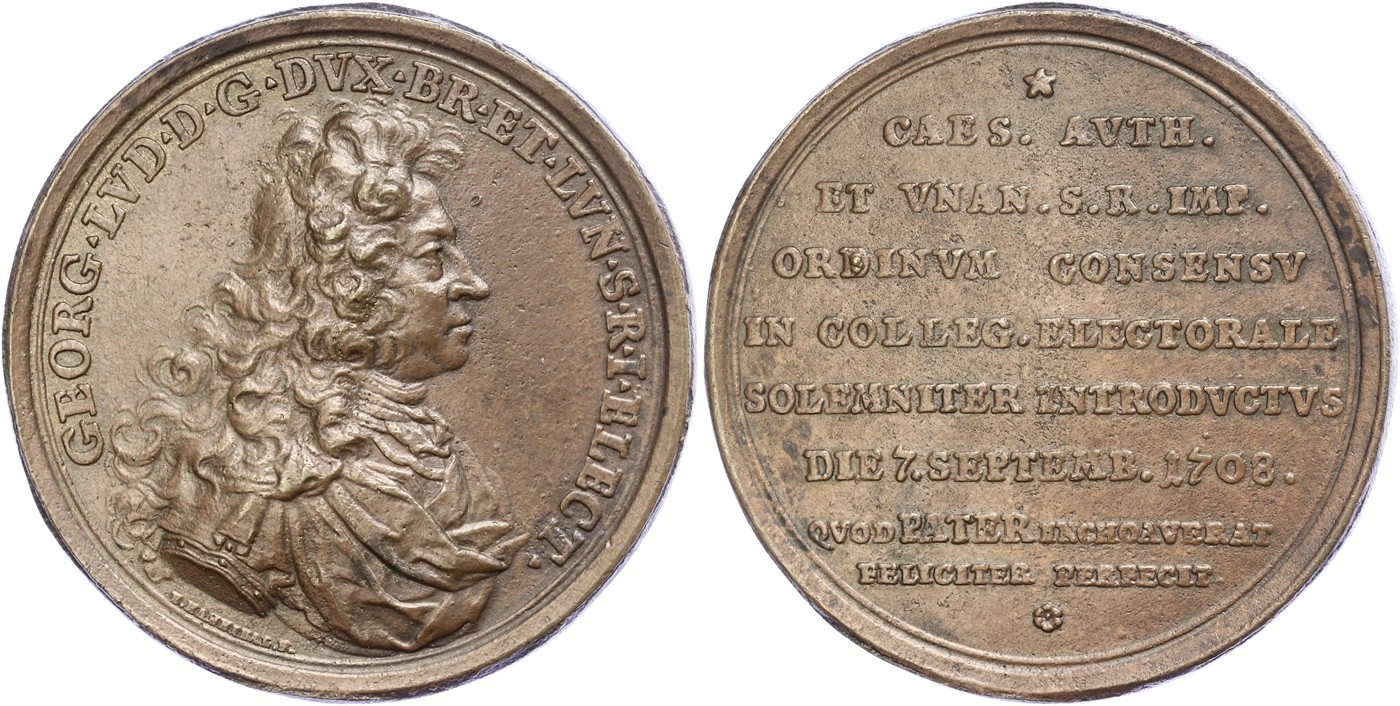 GEORG·LVD·D·G·DVX·BR·ET·LVN·S·R·I·ELECT.
CAES. AVTH.
ET VNAN.S.R.IMP.
ORDINVM CONSENSV
IN COLLEG.ELECTORALE
SOLEMNITER INTRODVCTVS
DIE 7.SEPTEMB.1708.
QVOD PATER INCHOAVERAT
FELICITER PERFECIT.